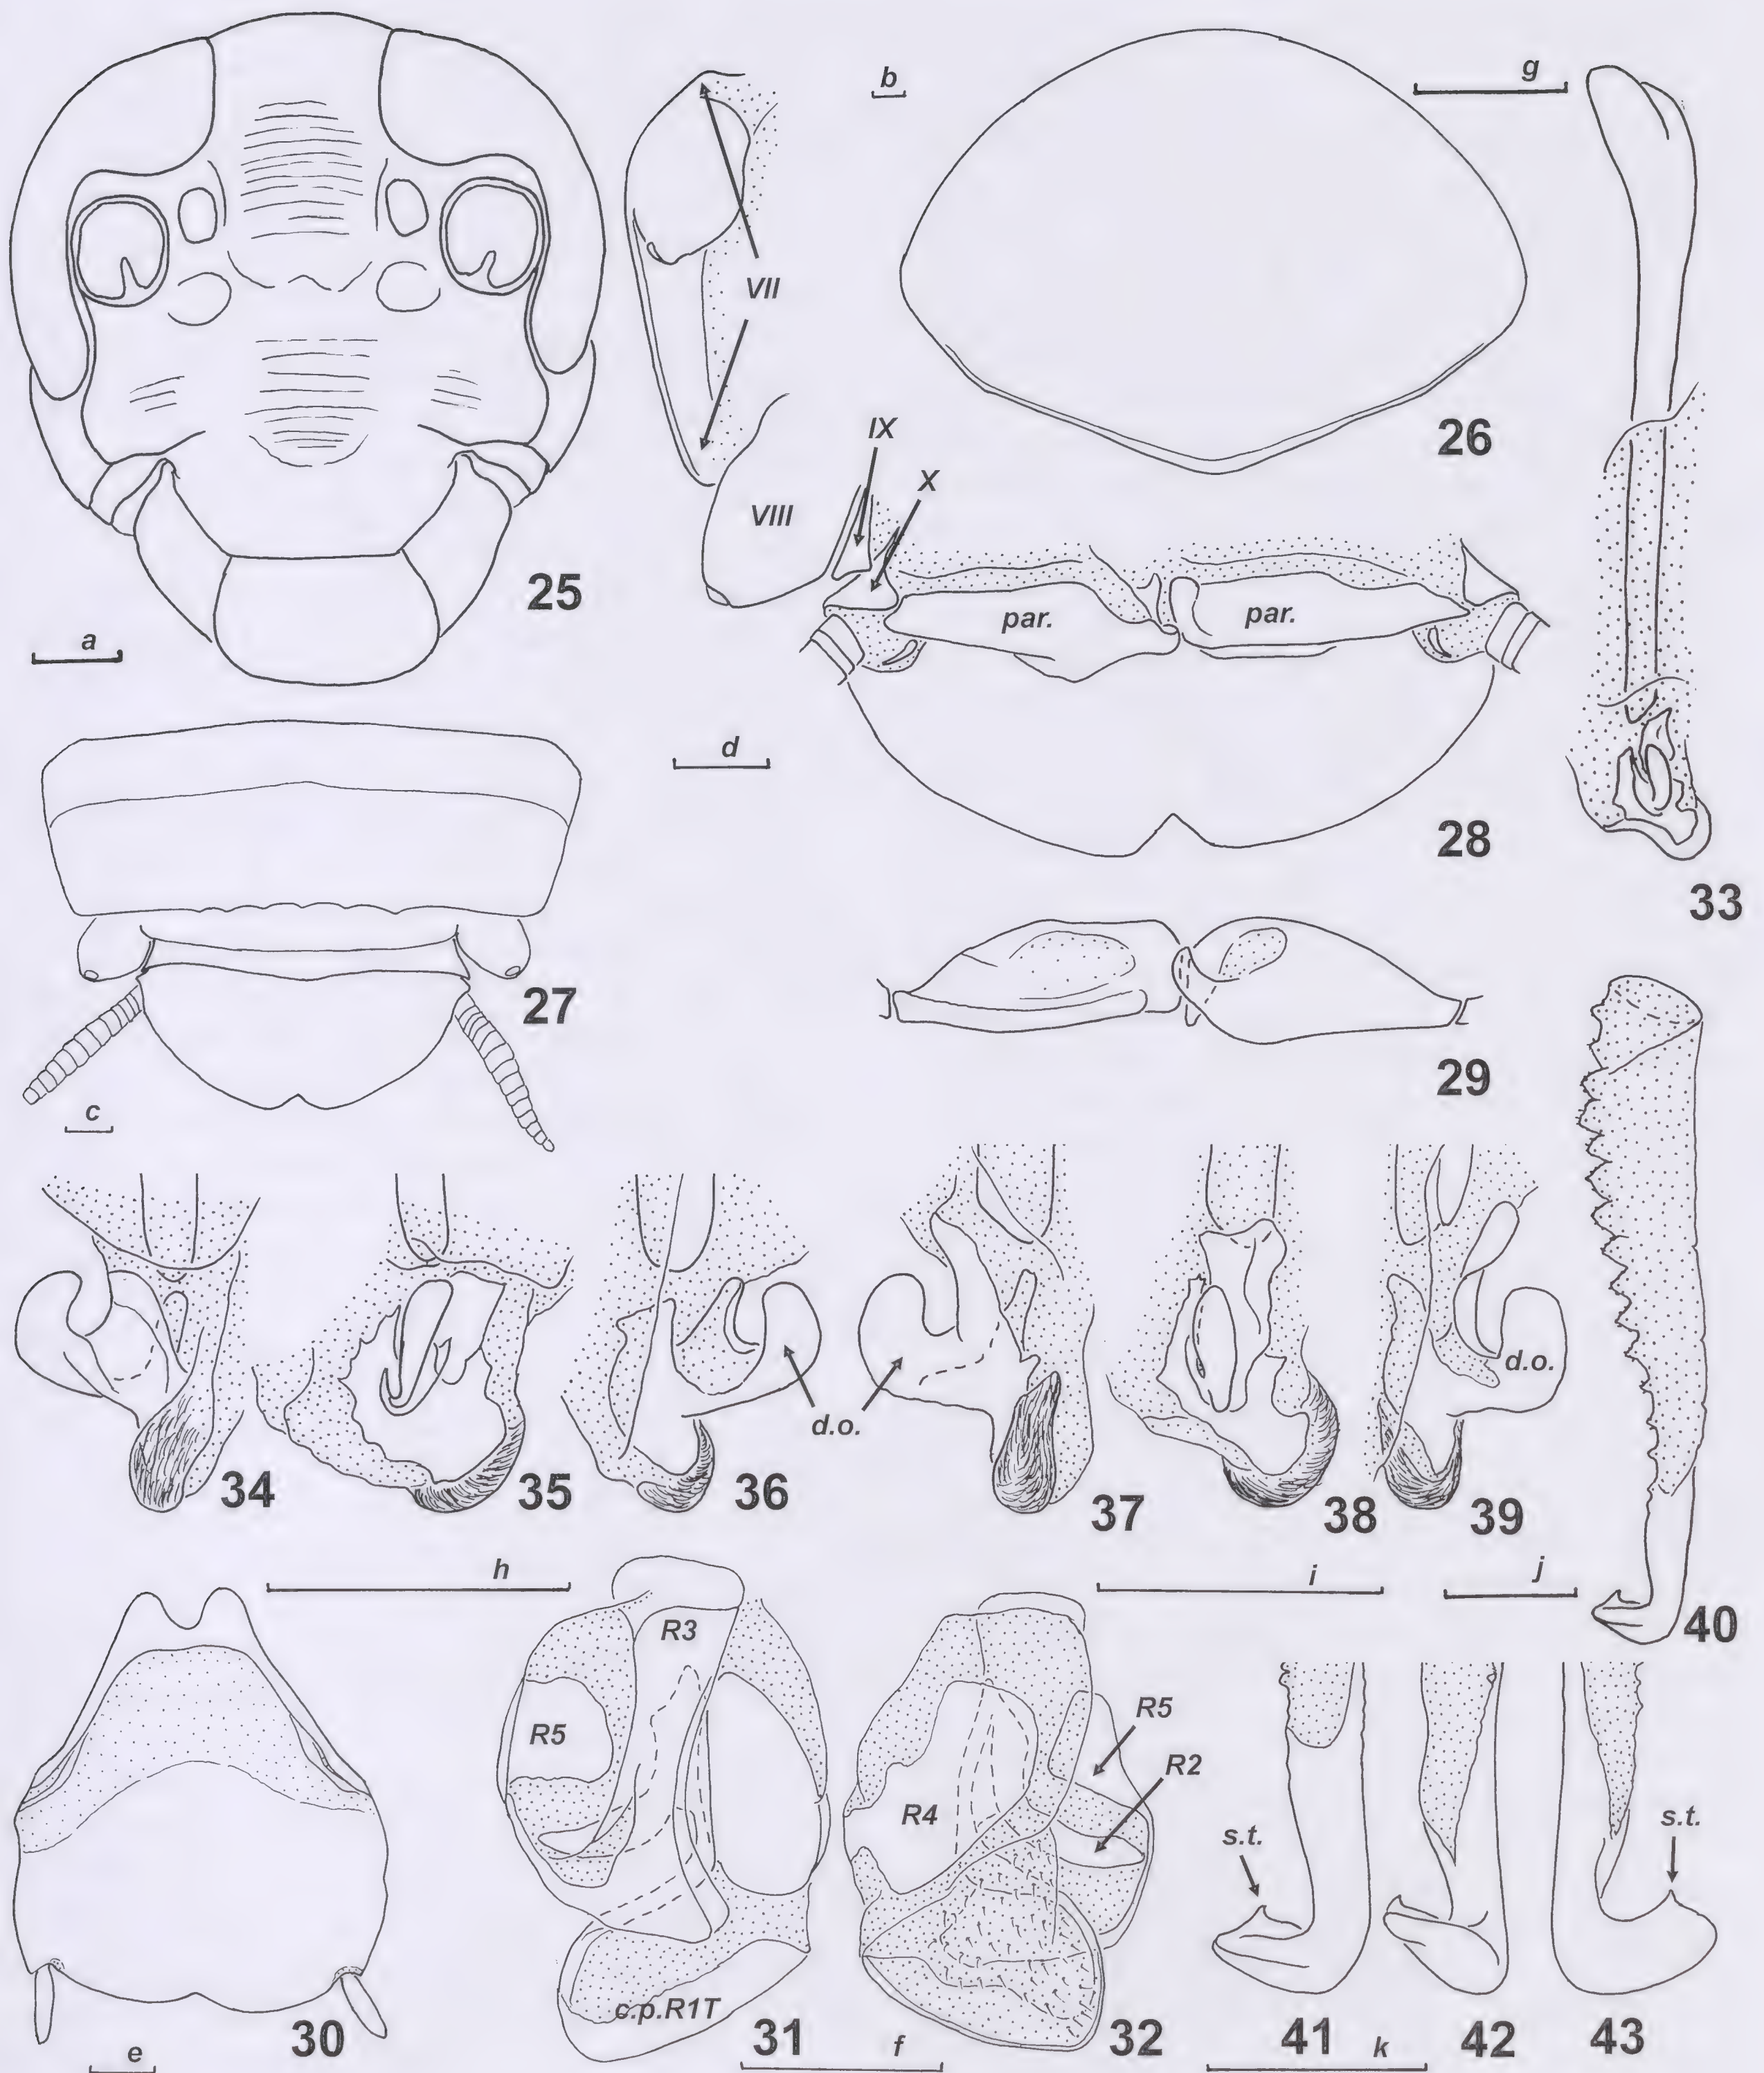 b
g
VII
26
IX
X
VIII
25
a
par.
par.
d
28
33
27
29
c
d.o.
d.o.
34
35
36
37
38
39
h
i
j
40
R3
R5
R5
R2
R4
s.t.
s.t.
c.p.R1T
30
31
32
41
42
43
e
f
k